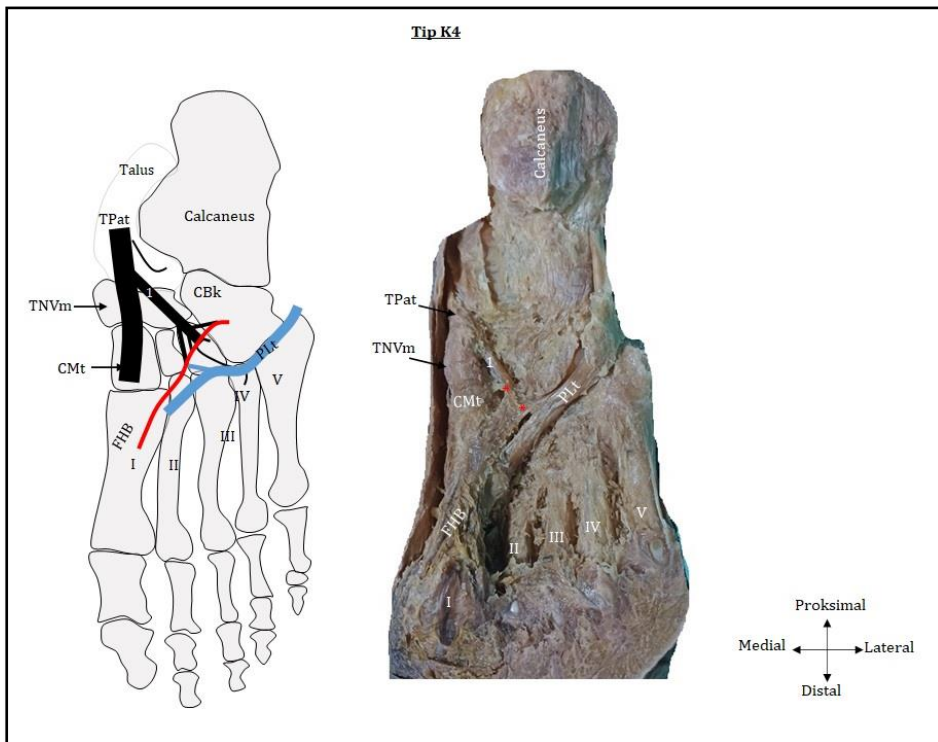 Tip K4
Talus
TPat
Calcaneus
1
CBk
TNVm
CMt
PLt
IV
V
III
FHB
I
II
Calcaneus
TPat
TNVm
1
CMt
PLt
FHB
II
III
IV
V
I
Proksimal
Medial
Lateral
Distal